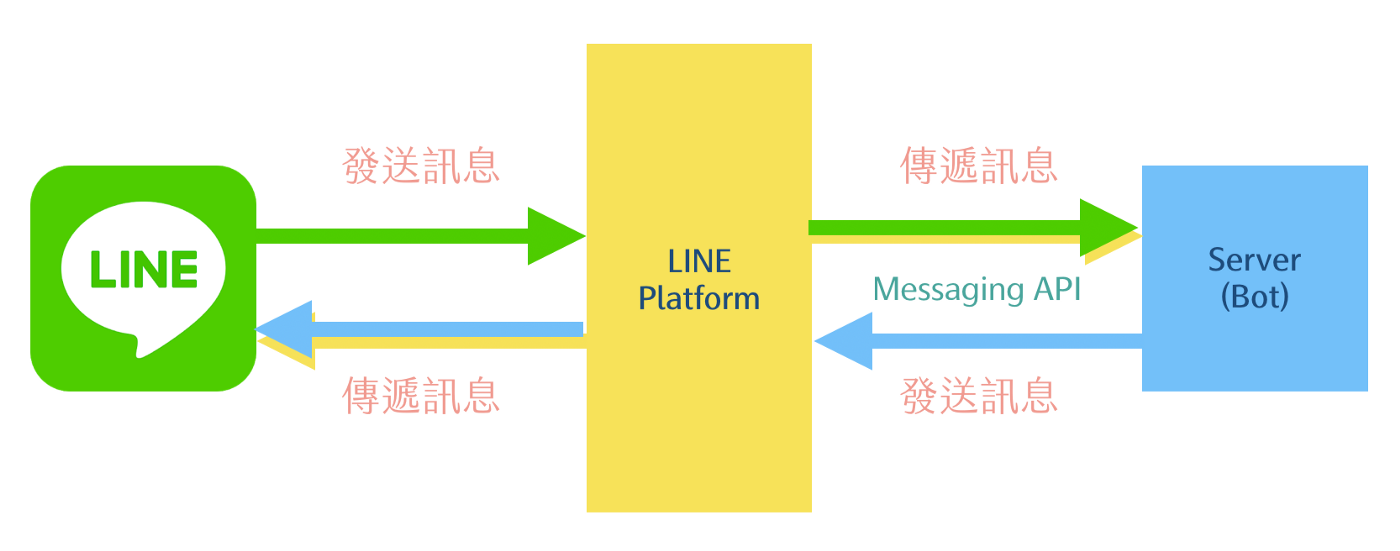 發送訊息
傳遞訊息
LINE
LINE
Platform
Server
(Bot)
Messaging API
傳遞訊息
發送訊息